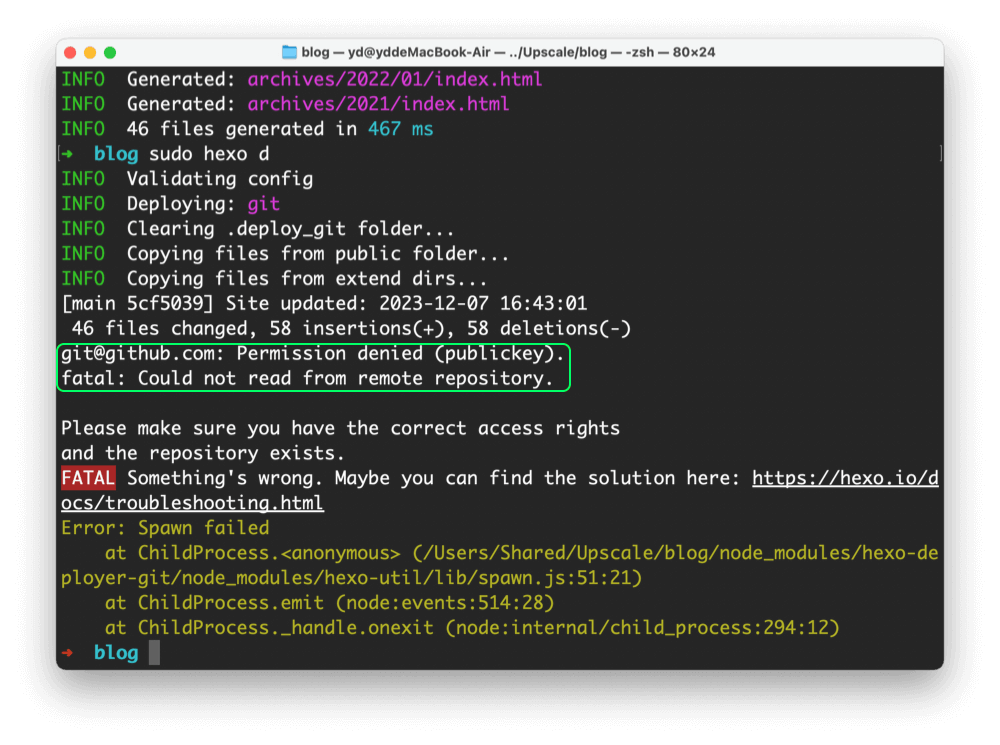 blog — yd@yddeMacBook-Air — ../Upscale/blog — -zsh — 80×24
INFO  Generated: archives/2022/01/index.html
INFO  Generated: archives/2021/index.html
INFO  46 files generated in 467 ms
[➜  blog sudo hexo d ]
INFO  Validating config
INFO  Deploying: git
INFO  Clearing .deploy_git folder...
INFO  Copying files from public folder...
INFO  Copying files from extend dirs...
[main 5cf5039] Site updated: 2023-12-07 16:43:01
 46 files changed, 58 insertions(+), 58 deletions(-)
git@github.com: Permission denied (publickey).
fatal: Could not read from remote repository.
Please make sure you have the correct access rights
and the repository exists.
FATAL Something's wrong. Maybe you can find the solution here: https://hexo.io/d
ocs/troubleshooting.html
Error: Spawn failed
    at ChildProcess.<anonymous> (/Users/Shared/Upscale/blog/node_modules/hexo-de
ployer-git/node_modules/hexo-util/lib/spawn.js:51:21)
    at ChildProcess.emit (node:events:514:28)
    at ChildProcess._handle.onexit (node:internal/child_process:294:12)
➜  blog